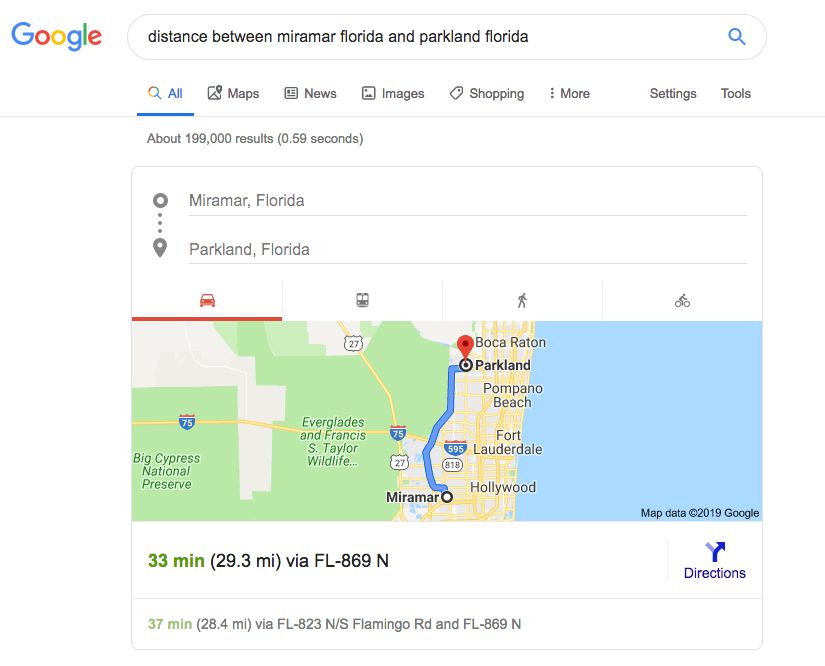 Google
distance between miramar florida and parkland florida
All
Maps
News
Images
Shopping
More
Settings
Tools
About 199,000 results (0.59 seconds)
Miramar, Florida
Parkland, Florida
27
Boca Raton
Parkland
Pompano
Beach
75
Everglades
and Francis
S. Taylor
Wildlife...
75
Fort
Lauderdale
595
27
818
Big Cypress
National
Preserve
Hollywood
Miramar
Map data ©2019 Google
33 min (29.3 mi) via FL-869 N
Directions
37 min (28.4 mi) via FL-823 N/S Flamingo Rd and FL-869 N